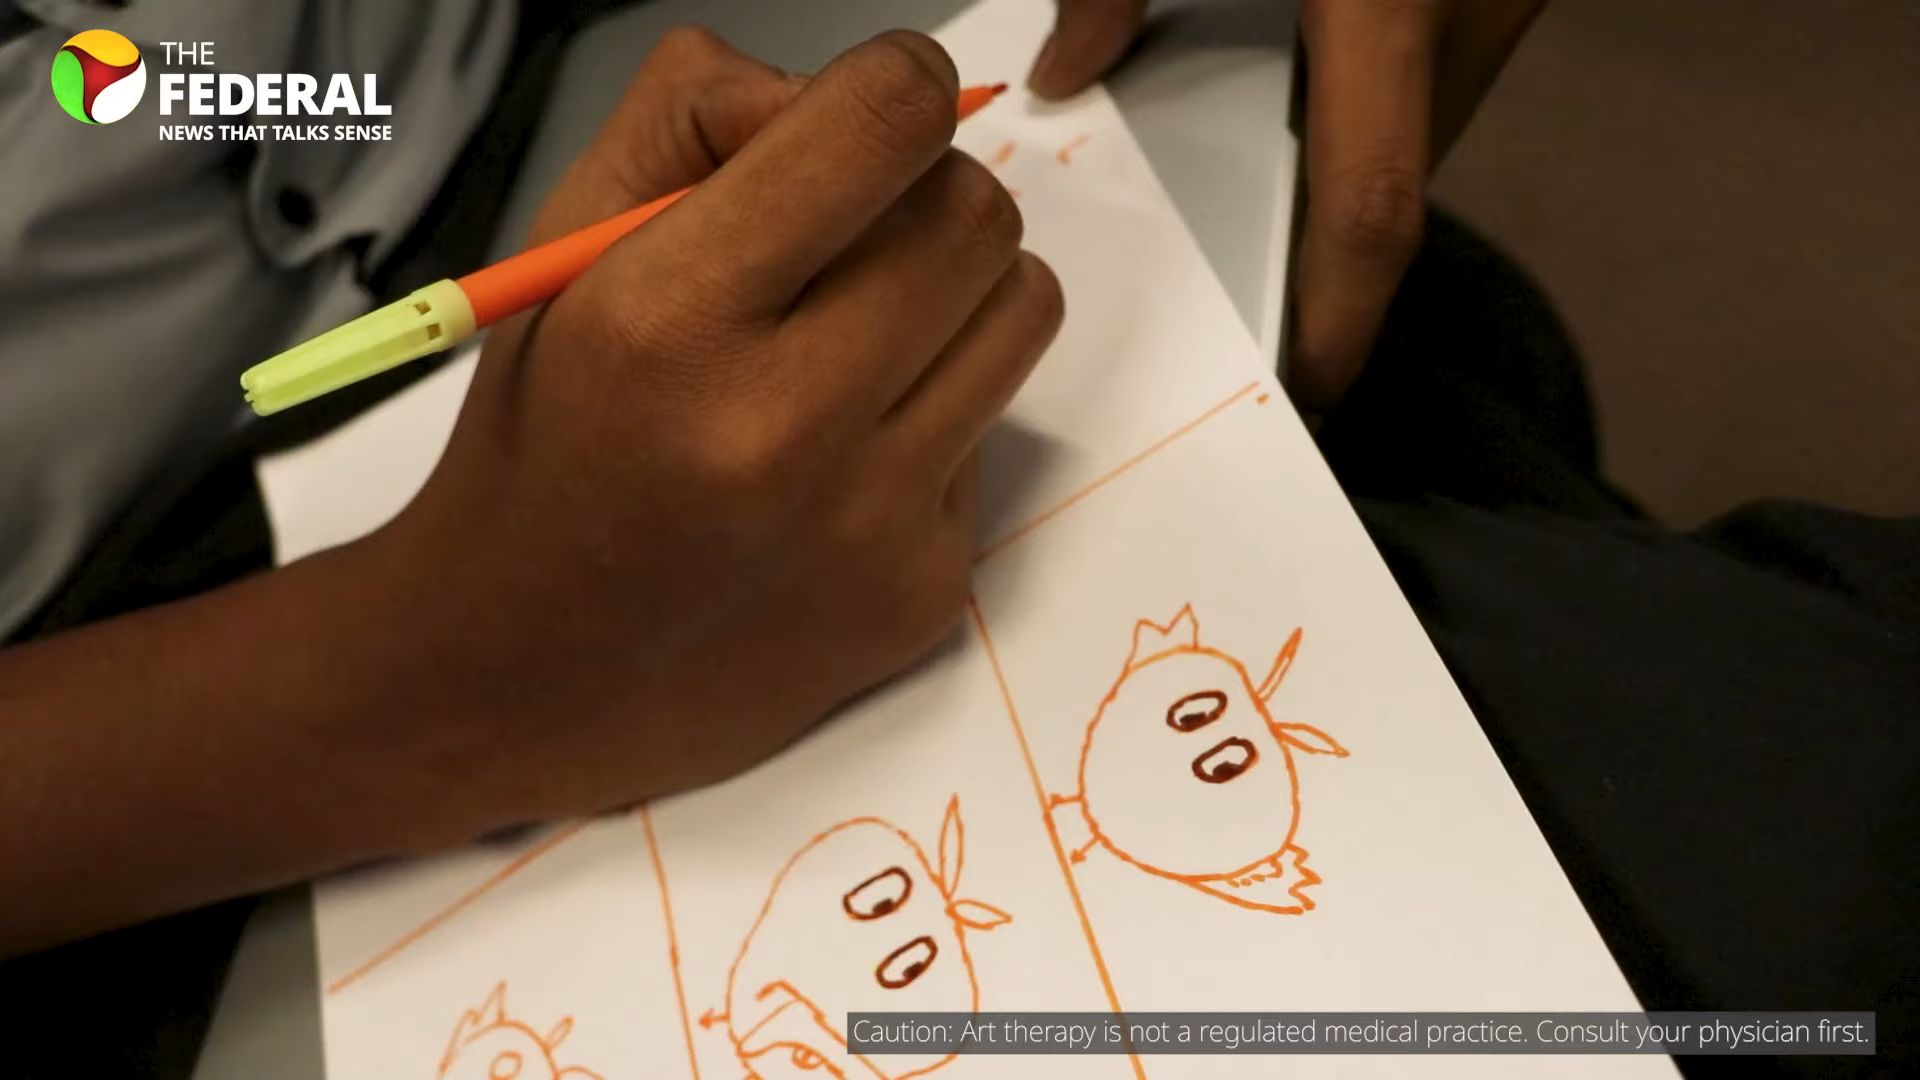 THE
FEDERAL
NEWS THAT TALKS SENSE
Caution: Art therapy is not a regulated medical practice. Consult your physician first.